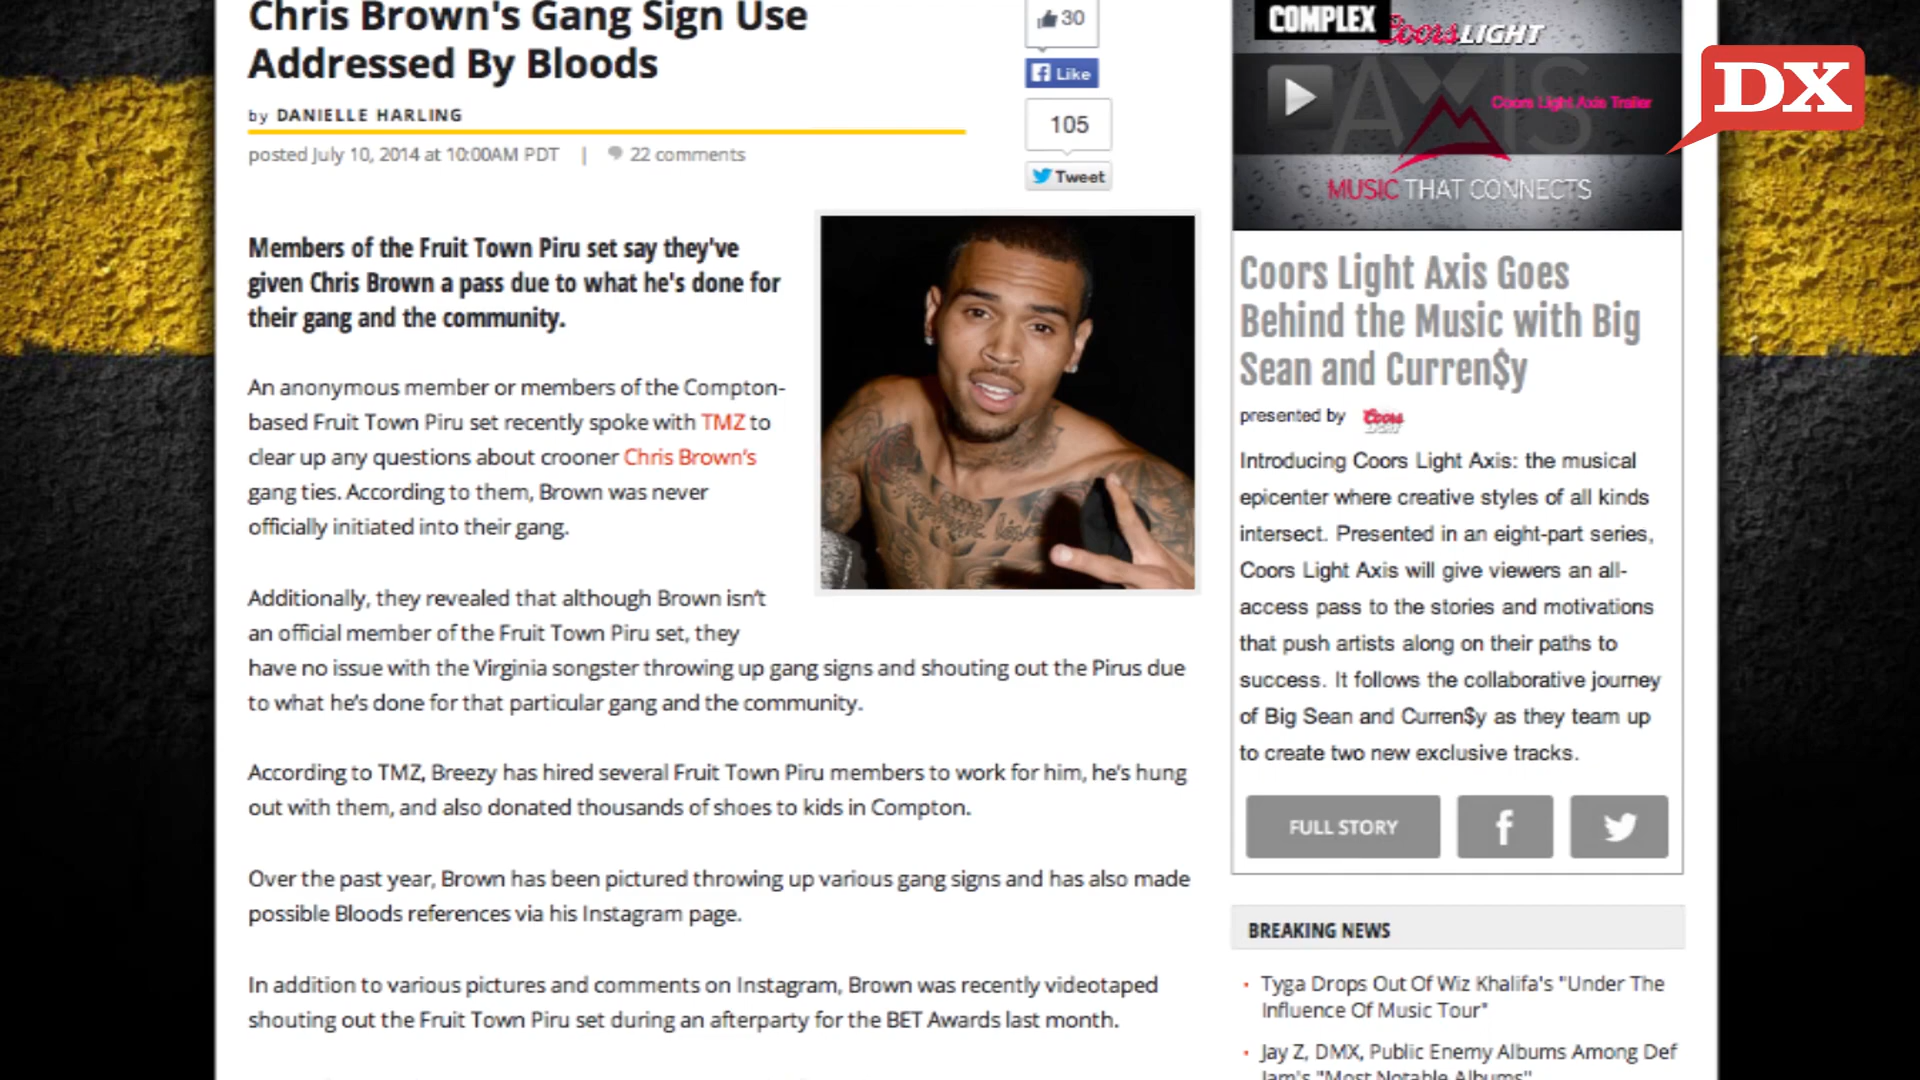 Chris Brown's Gang Sign Use
Addressed By Bloods
by DANIELLE HARLING
posted July 10, 2014 at 10:00AM PDT | 22 comments
30
Like
105
Tweet
Members of the Fruit Town Piru set say they've
given Chris Brown a pass due to what he's done for
their gang and the community.
An anonymous member or members of the Compton-
based Fruit Town Piru set recently spoke with TMZ to
clear up any questions about crooner Chris Brown's
gang ties. According to them, Brown was never
officially initiated into their gang.
Additionally, they revealed that although Brown isn't
an official member of the Fruit Town Piru set, they
have no issue with the Virginia songster throwing up gang signs and shouting out the Pirus due
to what he's done for that particular gang and the community.
According to TMZ, Breezy has hired several Fruit Town Piru members to work for him, he's hung
out with them, and also donated thousands of shoes to kids in Compton.
Over the past year, Brown has been pictured throwing up various gang signs and has also made
possible Bloods references via his Instagram page.
In addition to various pictures and comments on Instagram, Brown was recently videotaped
shouting out the Fruit Town Piru set during an afterparty for the BET Awards last month.
COMPLEX
Coors LIGHT
AXIS
Coors Light Axis Trailer
MUSIC THAT CONNECTS
DX
Coors Light Axis Goes
Behind the Music with Big
Sean and Curren$y
presented by Coors LIGHT
Introducing Coors Light Axis: the musical
epicenter where creative styles of all kinds
intersect. Presented in an eight-part series,
Coors Light Axis will give viewers an all-
access pass to the stories and motivations
that push artists along on their paths to
success. It follows the collaborative journey
of Big Sean and Curren$y as they team up
to create two new exclusive tracks.
FULL STORY
BREAKING NEWS
Tyga Drops Out Of Wiz Khalifa's "Under The
Influence Of Music Tour"
Jay Z, DMX, Public Enemy Albums Among Def
Jam's "Most Notable Albums"